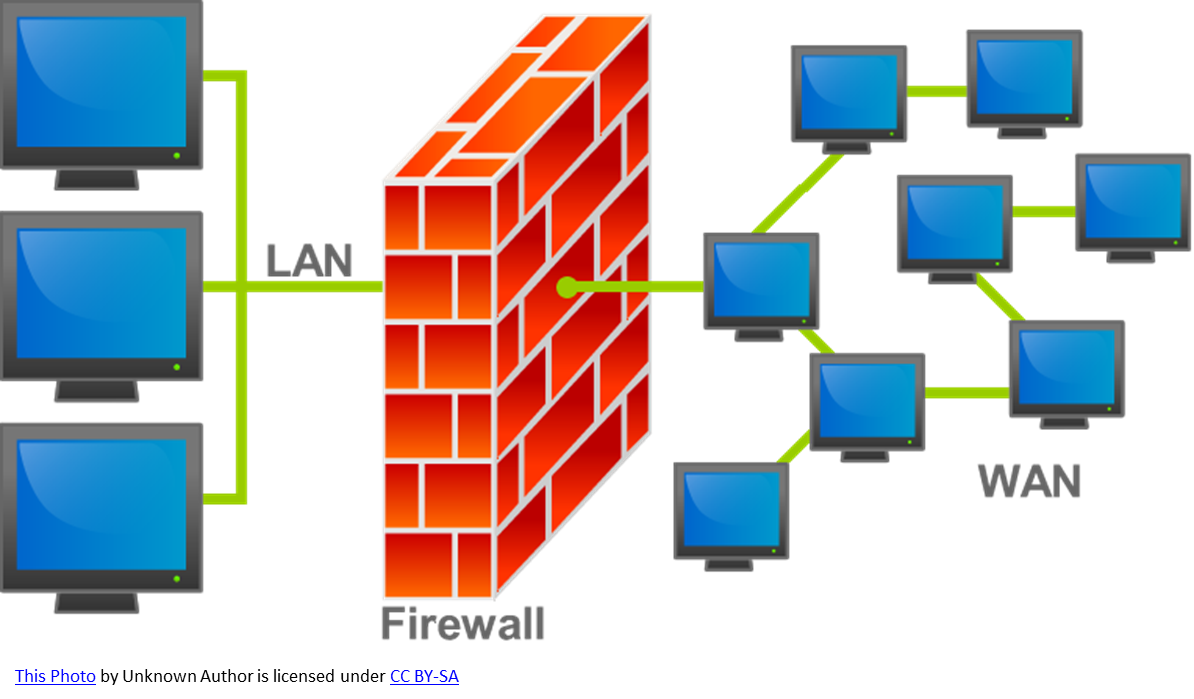 LAN
WAN
Firewall
This Photo by Unknown Author is licensed under CC BY-SA